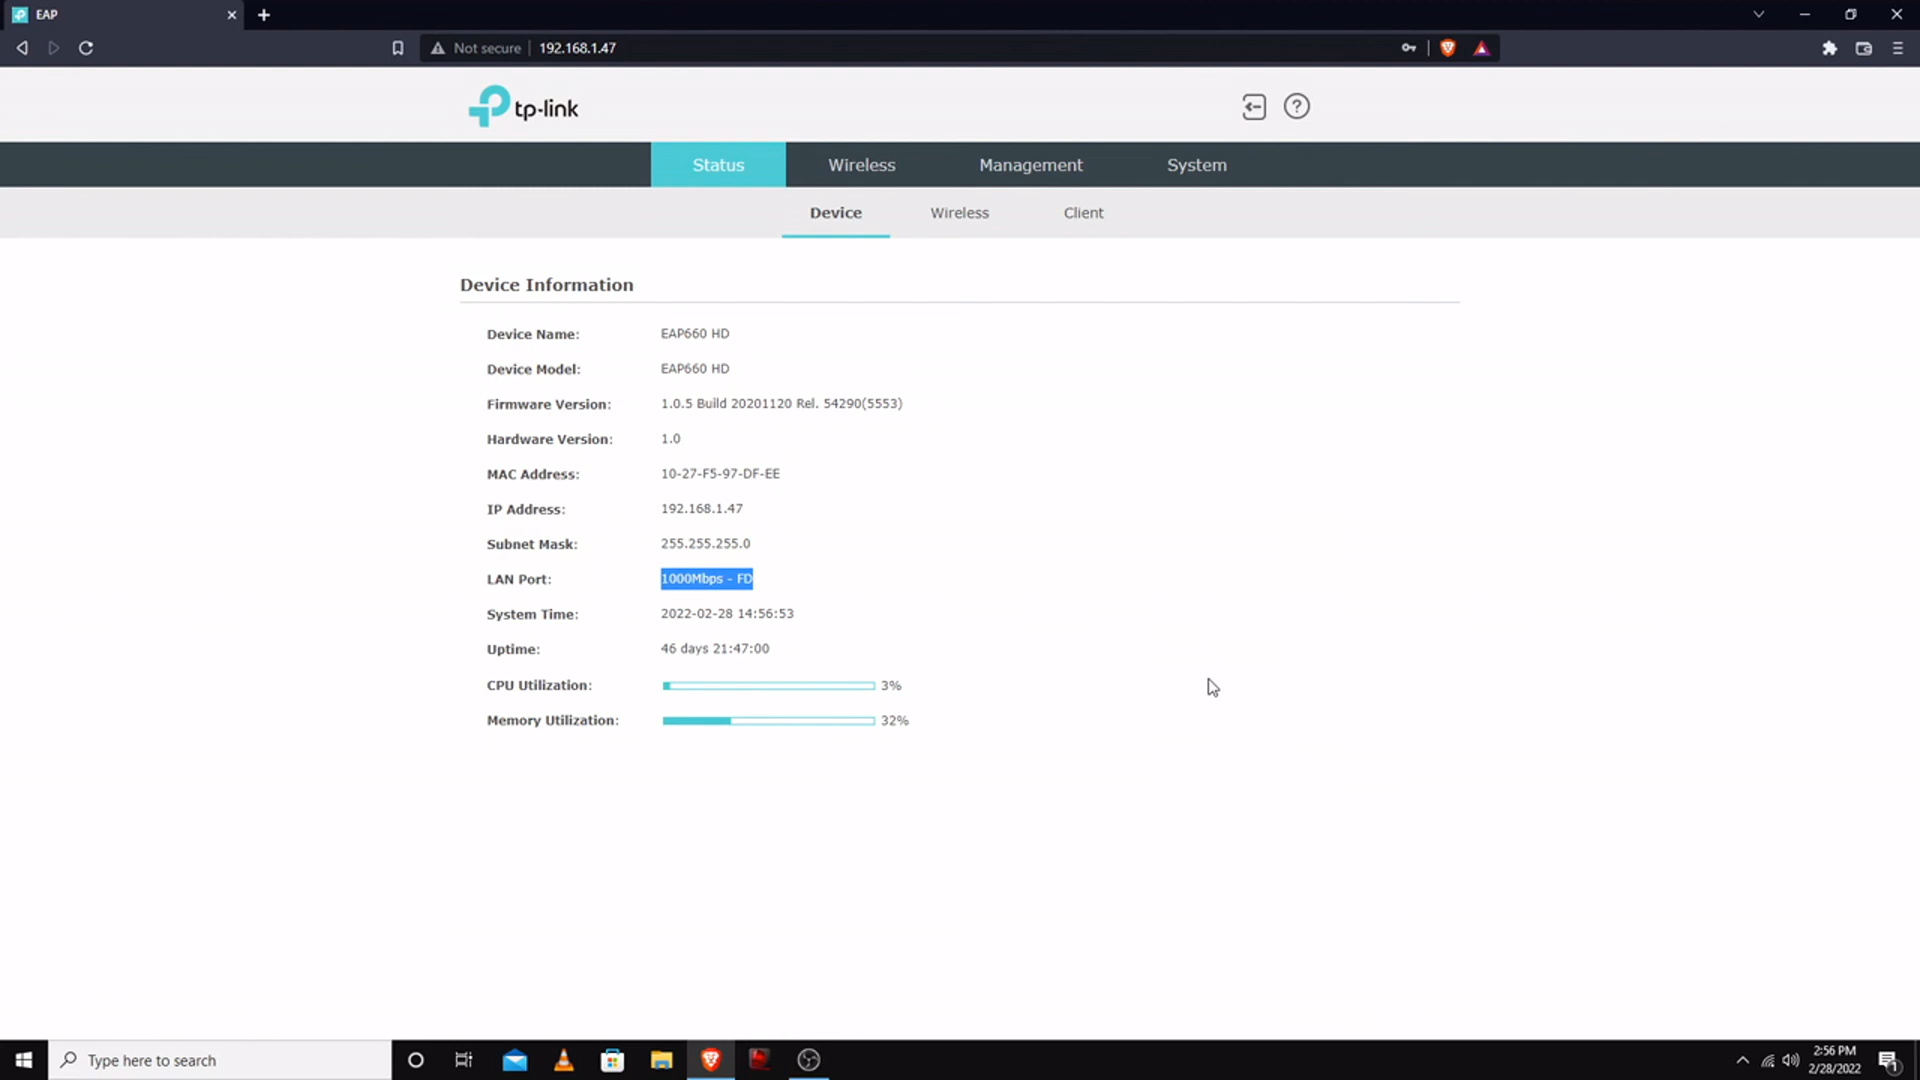 EAP
Not secure
192.168.1.47
tp-link
Status
Wireless
Management
System
Device
Wireless
Client
Device Information
Device Name: EAP660 HD
Device Model: EAP660 HD
Firmware Version: 1.0.5 Build 20201120 Rel. 54290(5553)
Hardware Version: 1.0
MAC Address: 10-27-F5-97-DF-EE
IP Address: 192.168.1.47
Subnet Mask: 255.255.255.0
LAN Port: 1000Mbps - FD
System Time: 2022-02-28 14:56:53
Uptime: 46 days 21:47:00
CPU Utilization: 3%
Memory Utilization: 32%
Type here to search
2:56 PM
2/28/2022
1